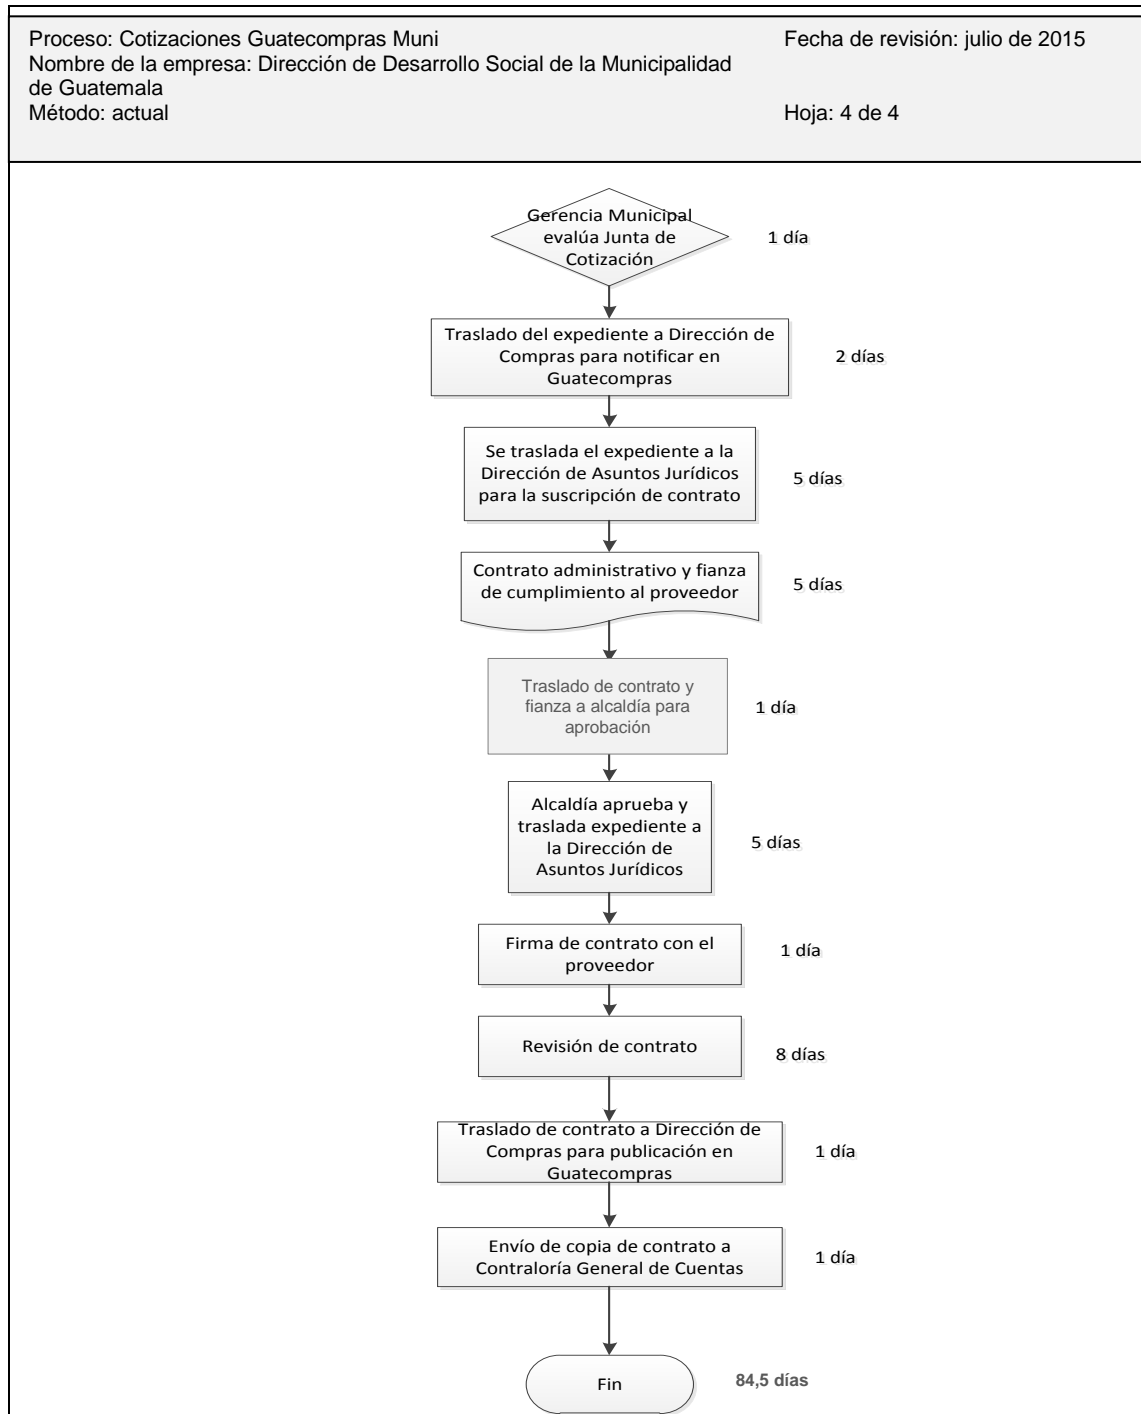 Proceso: Cotizaciones Guatecompras Muni
Fecha de revisión: julio de 2015
Nombre de la empresa: Dirección de Desarrollo Social de la Municipalidad
de Guatemala
Método: actual
Hoja: 4 de 4
Gerencia Municipal
evalúa Junta de
Cotización
1 día
Traslado del expediente a Dirección de
Compras para notificar en
Guatecompras
2 días
Se traslada el expediente a la
Dirección de Asuntos Jurídicos
para la suscripción de contrato
5 días
Contrato administrativo y fianza
de cumplimiento al proveedor
5 días
Traslado de contrato y
fianza a alcaldía para
aprobación
1 día
Alcaldía aprueba y
traslada expediente a
la Dirección de
Asuntos Jurídicos
5 días
Firma de contrato con el
proveedor
1 día
Revisión de contrato
8 días
Traslado de contrato a Dirección de
Compras para publicación en
Guatecompras
1 día
Envío de copia de contrato a
Contraloría General de Cuentas
1 día
Fin
84,5 días